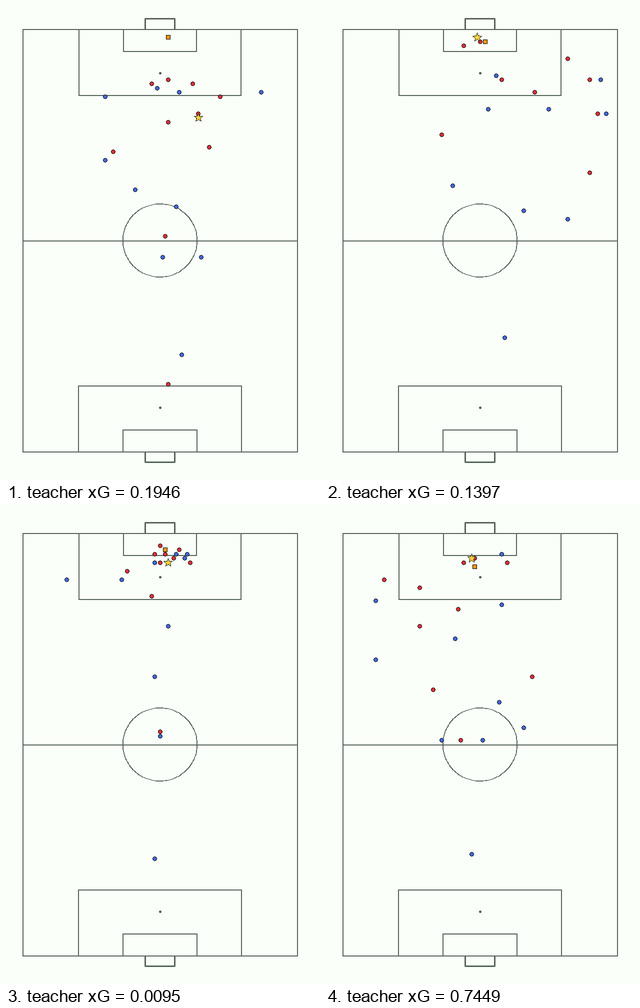 1. teacher xG = 0.1946
2. teacher xG = 0.1397
3. teacher xG = 0.0095
4. teacher xG = 0.7449